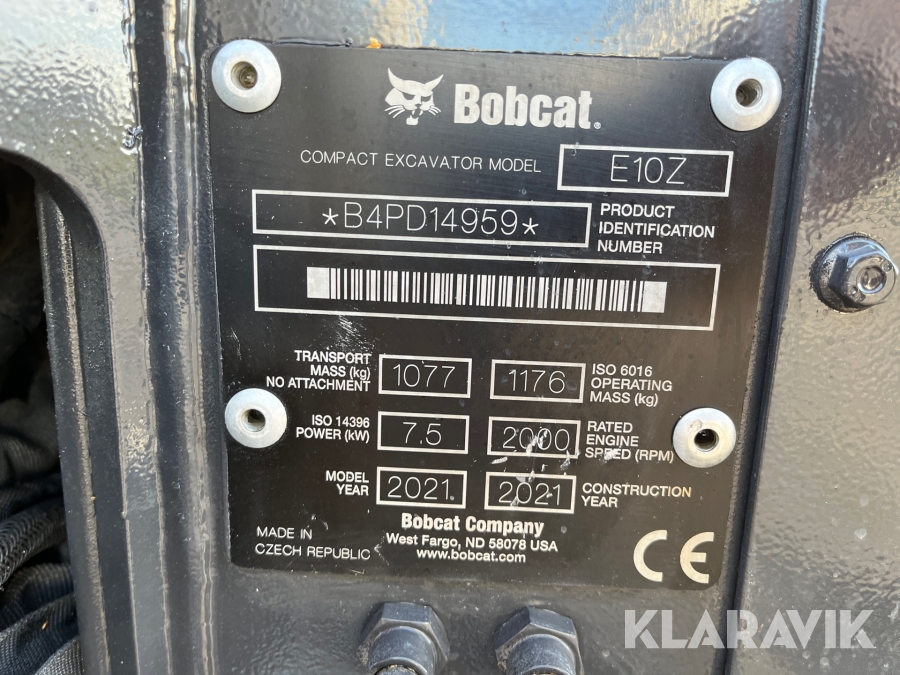 Bobcat.
COMPACT EXCAVATOR MODEL E10Z
*B4PD14959*
PRODUCT
IDENTIFICATION
NUMBER
TRANSPORT
MASS (kg)
NO ATTACHMENT
1077
1176
ISO 6016
OPERATING
MASS (kg)
ISO 14396
POWER (kW)
7.5
2000
RATED
ENGINE
SPEED (RPM)
MODEL
YEAR
2021
2021
CONSTRUCTION
YEAR
MADE IN
CZECH REPUBLIC
Bobcat Company
West Fargo, ND 58078 USA
www.bobcat.com
CE
KLARAVIK